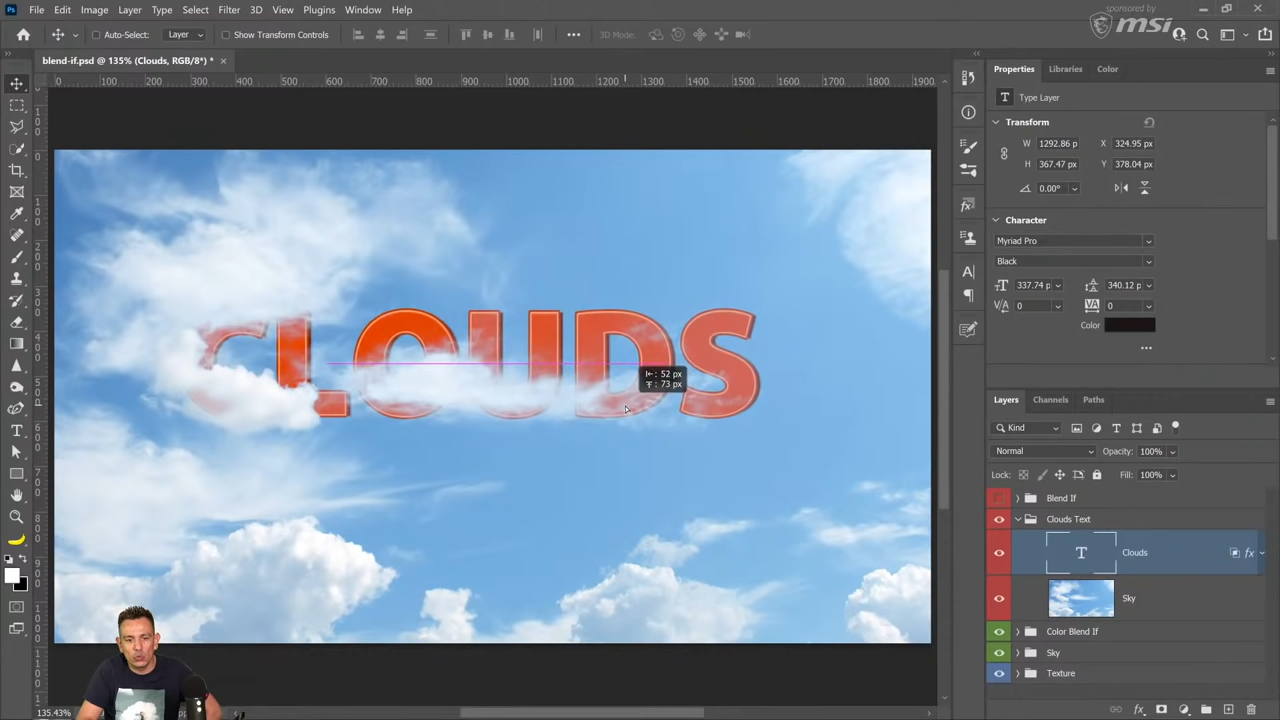 sponsored by
msi
Ps File Edit Image Layer Type Select Filter 3D View Plugins Window Help
Auto-Select: Layer Show Transform Controls 3D Mode:
blend-if.psd @ 135% (Clouds, RGB/8*) *
0 100 200 300 400 500 600 700 800 900 1000 1100 1200 1300 1400 1500 1600 1700 1800 1900
CLOUDS
: 52 px
: 73 px
135.43%
Properties Libraries Color
T Type Layer
Transform
W 1292.86 p X 324.95 px
H 367.47 px Y 378.04 px
0.00°
Character
Myriad Pro
Black
337.74 p 340.12 p
V/A 0 VA 0
Color
Layers Channels Paths
Kind
Normal Opacity: 100%
Lock: Fill: 100%
Blend If
Clouds Text
T Clouds fx
Sky
Color Blend If
Sky
Texture
fx